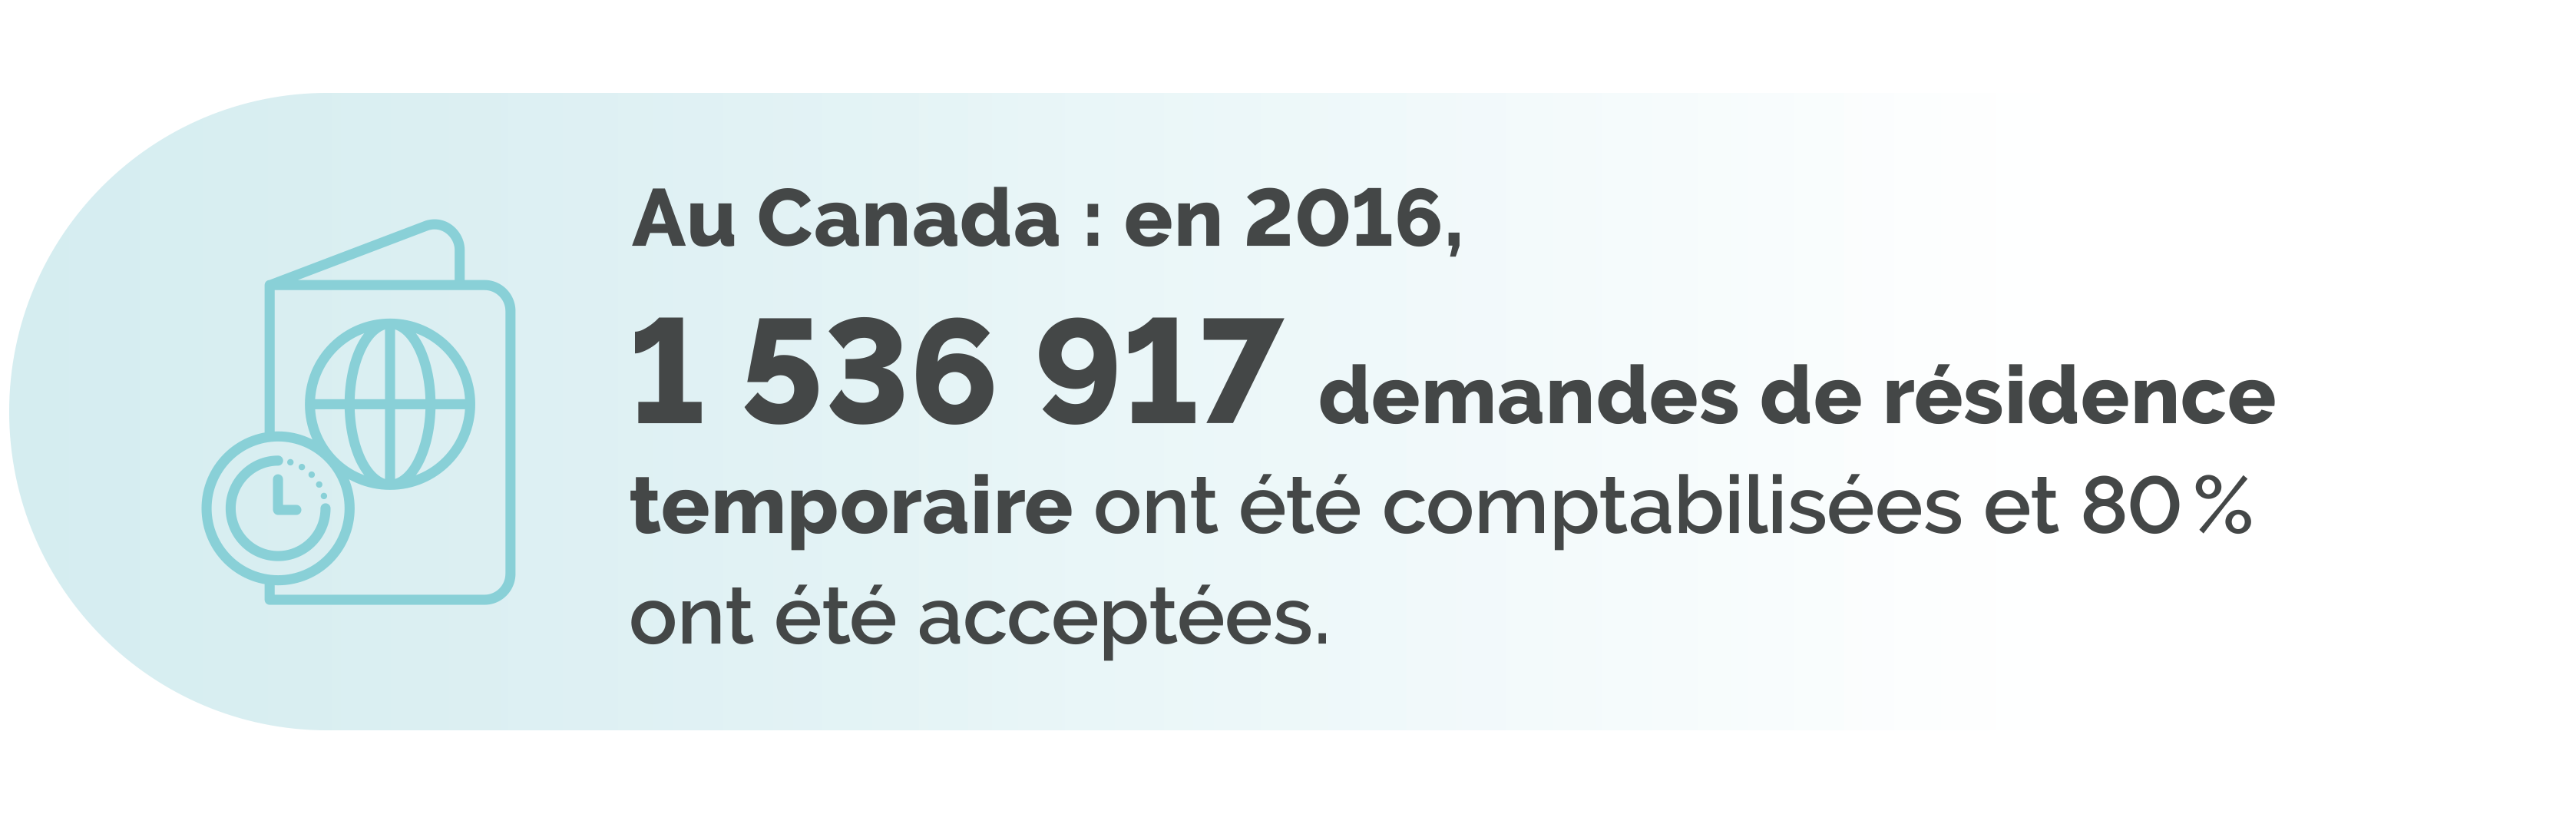 Au Canada : en 2016,
1 536 917 demandes de résidence
temporaire ont été comptabilisées et 80 %
ont été acceptées.